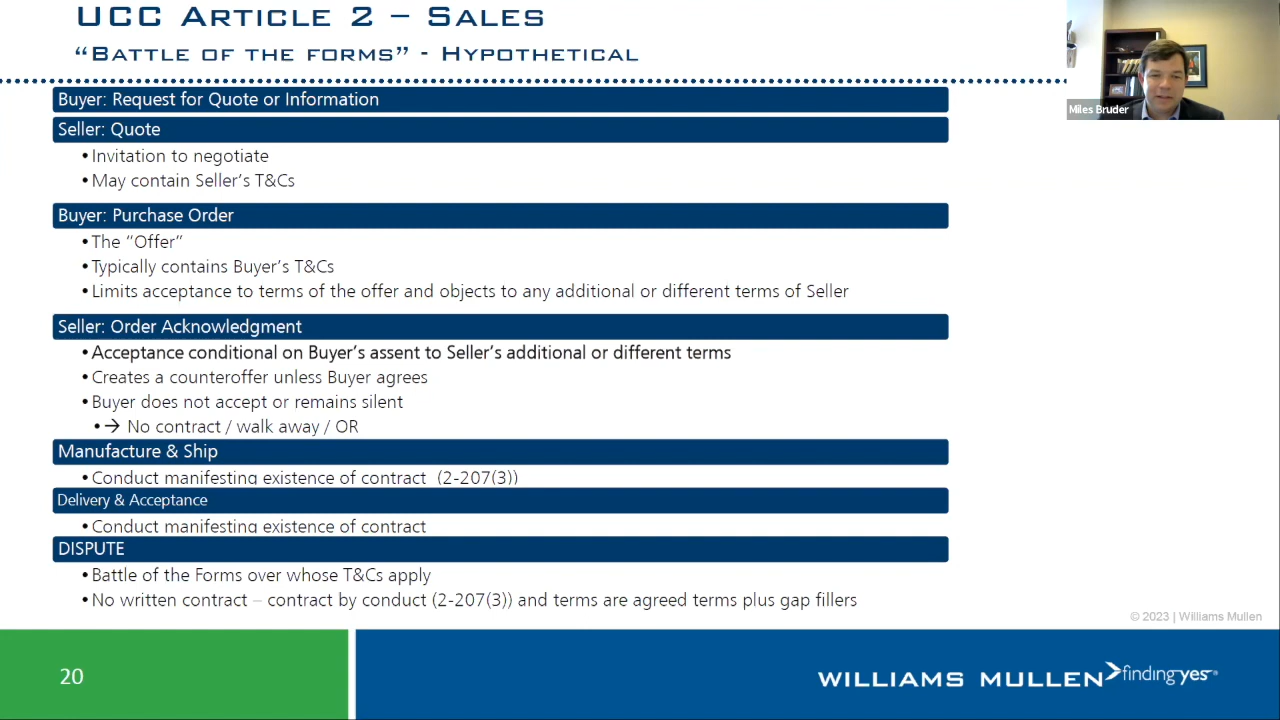 UCC Article 2 – Sales
“Battle of the forms” - Hypothetical
Miles Bruder
Buyer: Request for Quote or Information
Seller: Quote
•Invitation to negotiate
•May contain Seller’s T&Cs
Buyer: Purchase Order
•The “Offer”
•Typically contains Buyer’s T&Cs
•Limits acceptance to terms of the offer and objects to any additional or different terms of Seller
Seller: Order Acknowledgment
•Acceptance conditional on Buyer’s assent to Seller’s additional or different terms
•Creates a counteroffer unless Buyer agrees
•Buyer does not accept or remains silent
•→ No contract / walk away / OR
Manufacture & Ship
•Conduct manifesting existence of contract (2-207(3))
Delivery & Acceptance
•Conduct manifesting existence of contract
DISPUTE
•Battle of the Forms over whose T&Cs apply
•No written contract – contract by conduct (2-207(3)) and terms are agreed terms plus gap fillers
© 2023 | Williams Mullen
20
WILLIAMS MULLEN finding yes®